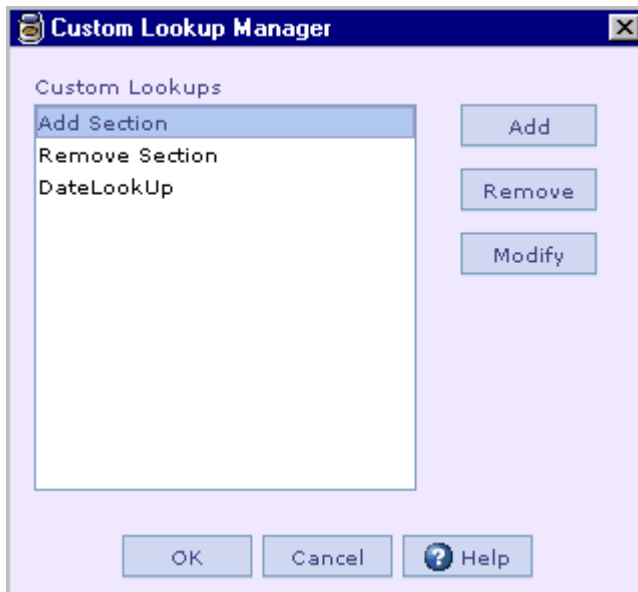 Custom Lookup Manager
Custom Lookups
Add Section
Remove Section
DateLookUp
Add
Remove
Modify
OK
Cancel
Help